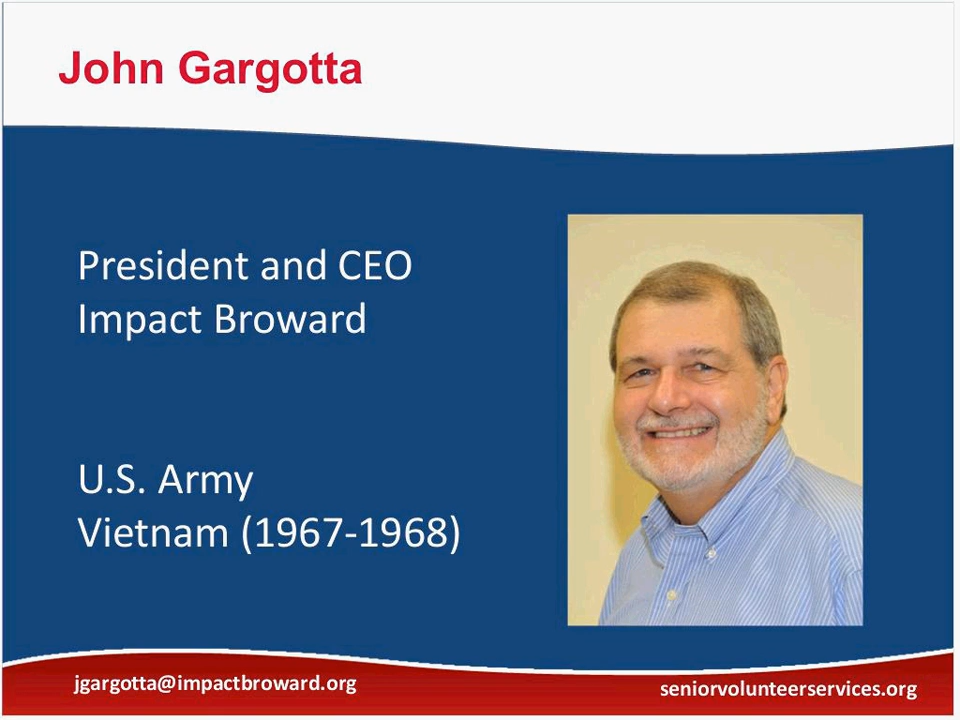 John Gargotta
President and CEO
Impact Broward
U.S. Army
Vietnam (1967-1968)
jgargotta@impactbroward.org
seniorvolunteerservices.org